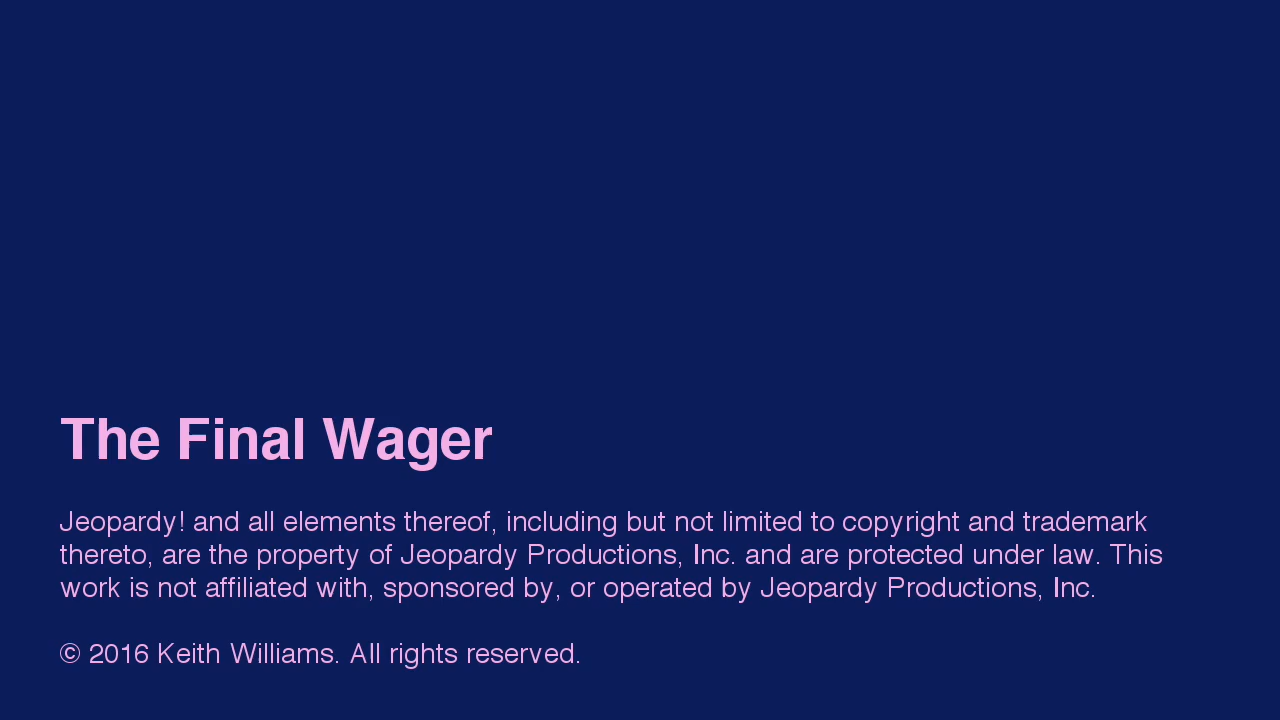 The Final Wager
Jeopardy! and all elements thereof, including but not limited to copyright and trademark
thereto, are the property of Jeopardy Productions, Inc. and are protected under law. This
work is not affiliated with, sponsored by, or operated by Jeopardy Productions, Inc.
© 2016 Keith Williams. All rights reserved.